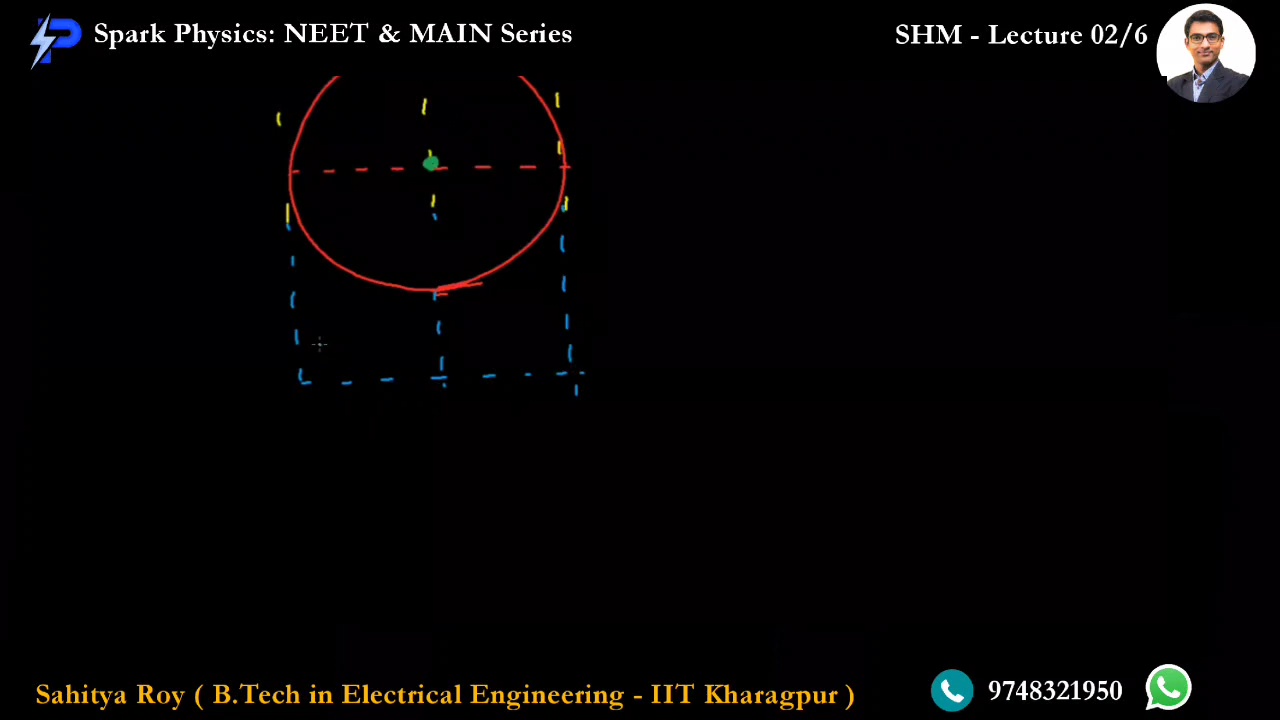 Spark Physics: NEET & MAIN Series
SHM - Lecture 02/6
Sahitya Roy ( B.Tech in Electrical Engineering - IIT Kharagpur )
9748321950